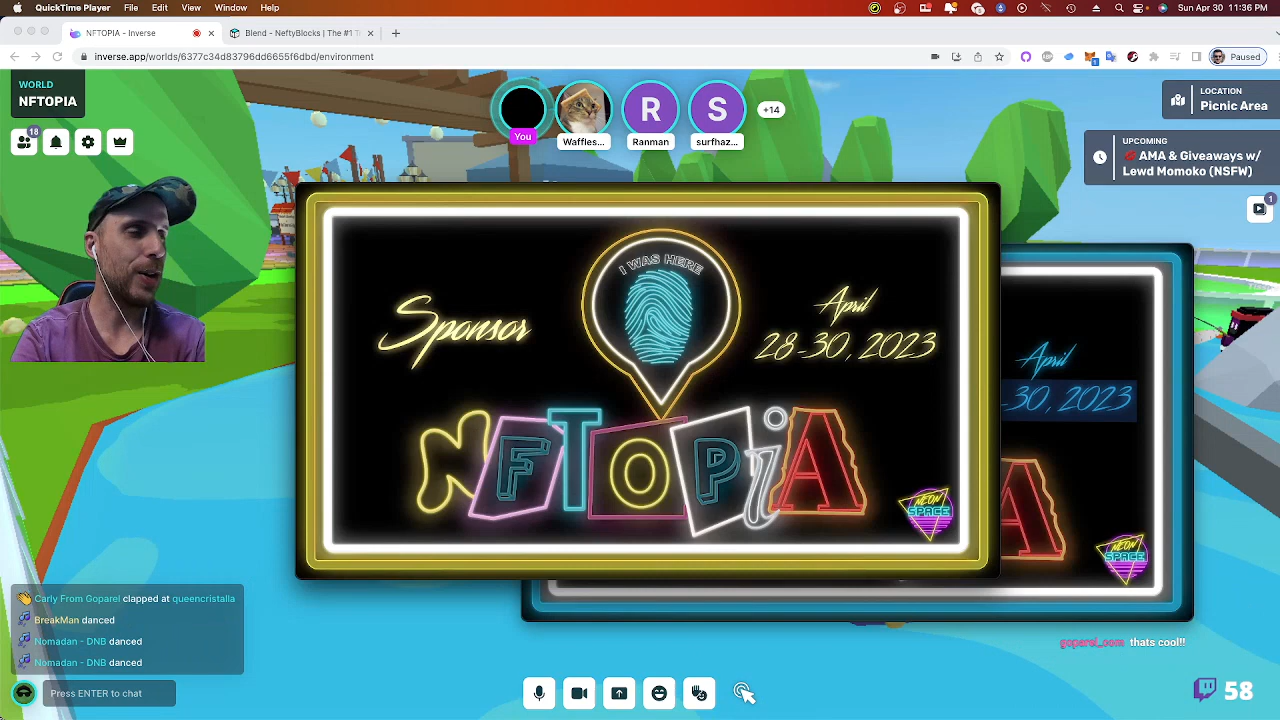 QuickTime Player File Edit View Window Help
Sun Apr 30 11:36 PM
NFTOPIA - Inverse
Blend - NeftyBlocks | The #1 T
inverse.app/worlds/6377c34d83796dd6655f6dbd/environment
Paused
WORLD
NFTOPIA
18
You
Waffles...
R
Ranman
S
surfhaz...
+14
LOCATION
Picnic Area
UPCOMING
AMA & Giveaways w/
Lewd Momoko (NSFW)
1
I WAS HERE
Sponsor
April
28-30, 2023
NFTOPiA
NEON
SPACE
April
-30, 2023
A
NEON
SPACE
Carly From Goparel clapped at queencristalla
BreakMan danced
Nomadan - DNB danced
Nomadan - DNB danced
Press ENTER to chat
goparel_com thats cool!!
58